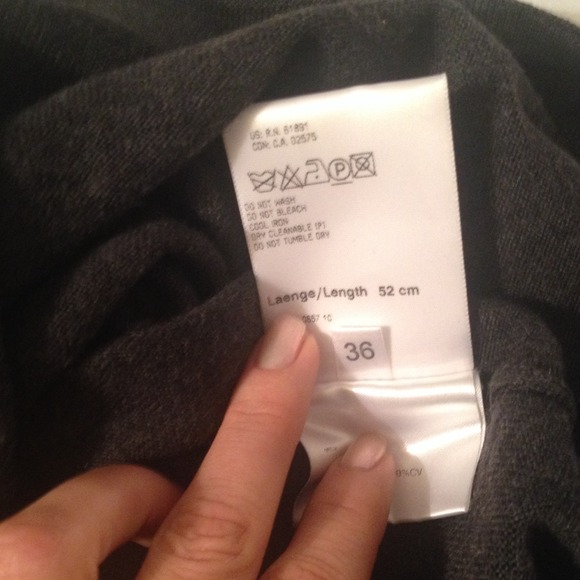 US: R.N. 61891
CDN: C.A. 02575
P
DO NOT WASH
DO NOT BLEACH
COOL IRON
DRY CLEANABLE (P)
DO NOT TUMBLE DRY
Laenge/Length 52 cm
36